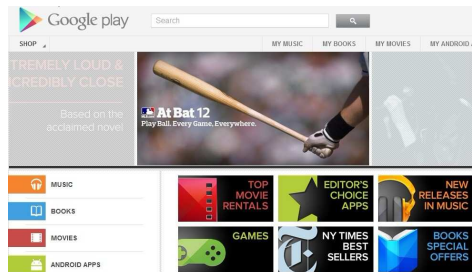 Google play
Search
SHOP
MY MUSIC
MY BOOKS
MY MOVIES
MY ANDROID
TREMELY LOUD &
CREDIBLY CLOSE
Based on the
acclaimed novel
At Bat 12
Play Ball. Every Game, Everywhere.
MUSIC
BOOKS
MOVIES
ANDROID APPS
TOP
MOVIE
RENTALS
EDITOR'S
CHOICE
APPS
NEW
RELEASES
IN MUSIC
GAMES
NY TIMES
BEST
SELLERS
BOOKS
SPECIAL
OFFERS